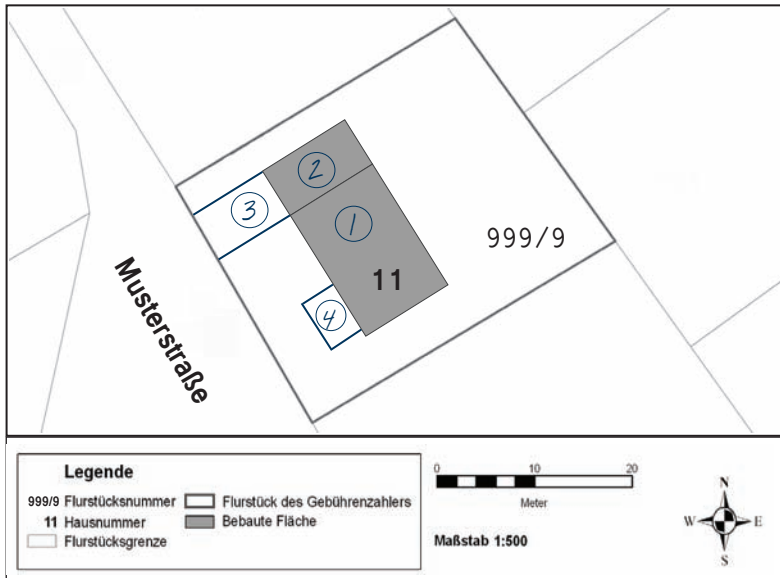 2
3
1
999/9
11
4
Musterstraße
Legende
999/9 Flurstücksnummer
Flurstück des Gebührenzahlers
11 Hausnummer
Bebaute Fläche
Flurstücksgrenze
0 10 20
Meter
Maßstab 1:500
N
W E
S